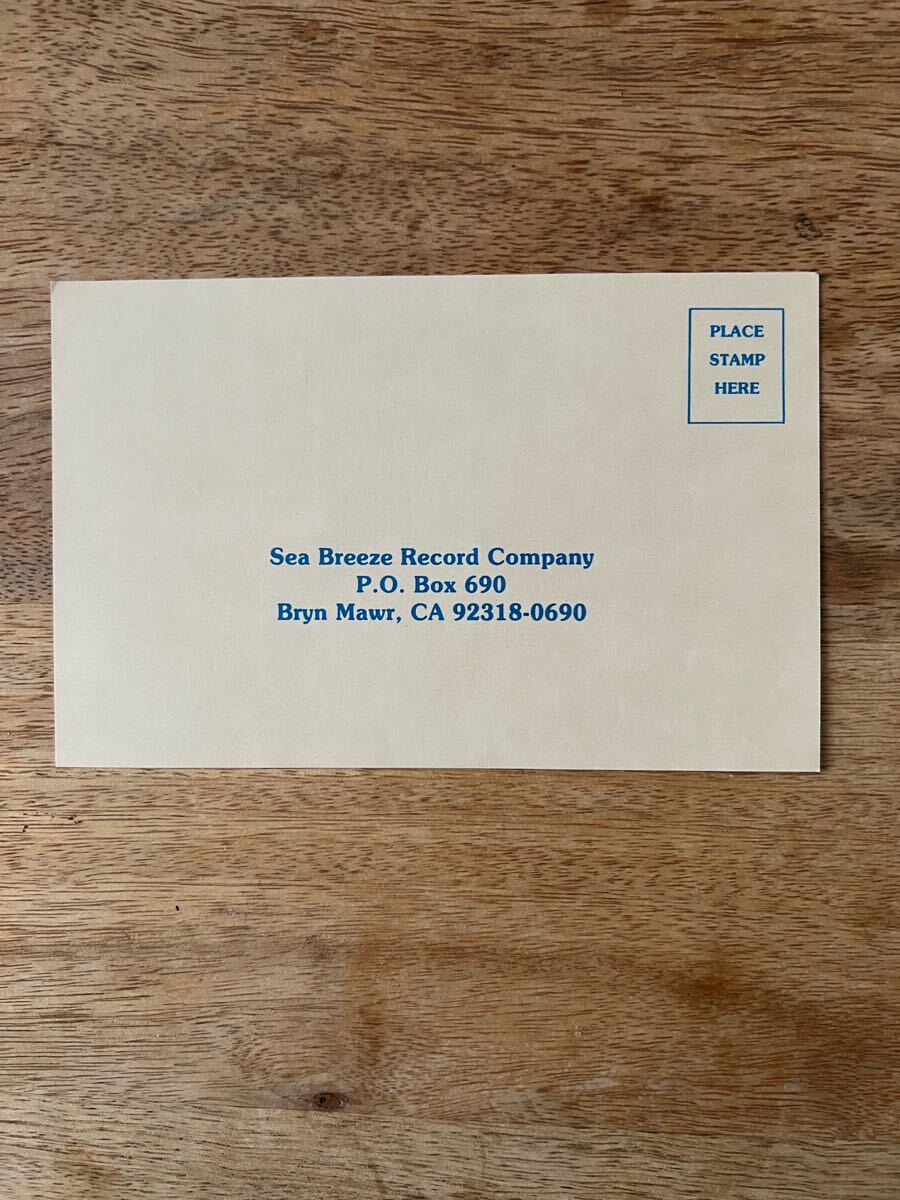 PLACE
STAMP
HERE
Sea Breeze Record Company
P.O. Box 690
Bryn Mawr, CA 92318-0690